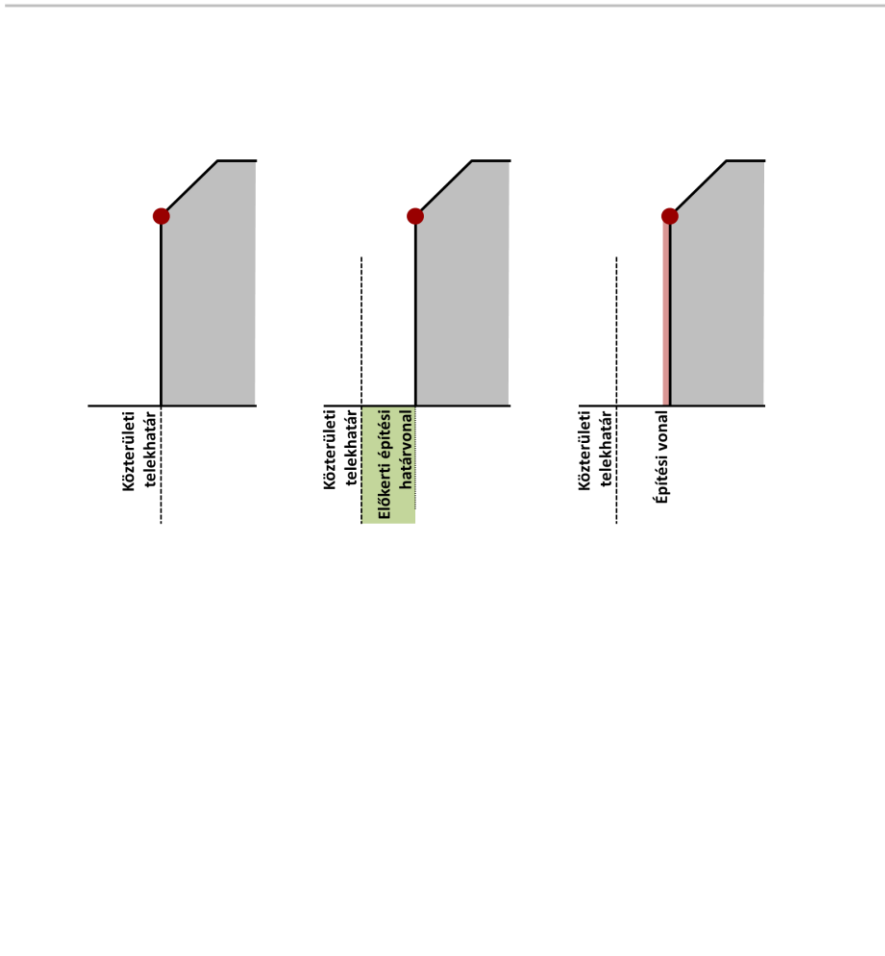 Közterületi
telekhatár
Közterületi
telekhatár
Előkerti építési
határvonal
Közterületi
telekhatár
Építési vonal